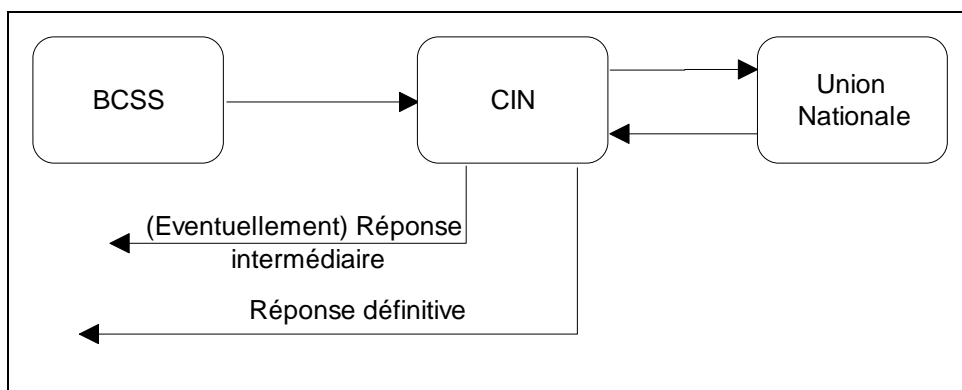 BCSS
CIN
Union
Nationale
(Eventuellement) Réponse
intermédiaire
Réponse définitive